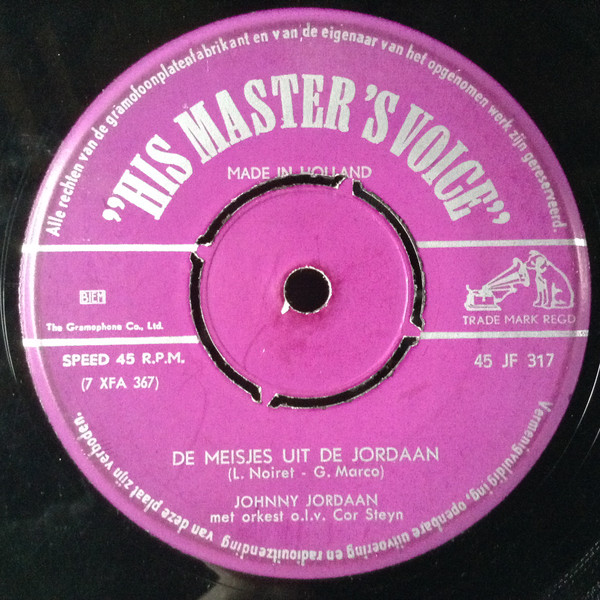 Alle rechten van de gramofoonplatenfabrikant en van de eigenaar van het opgenomen werk zijn gereserveerd.
"HIS MASTER'S VOICE"
MADE IN HOLLAND
BIEM
The Gramophone Co., Ltd.
TRADE MARK REGD
SPEED 45 R.P.M.
(7 XFA 367)
45 JF 317
DE MEISJES UIT DE JORDAAN
(L. Noiret - G. Marco)
JOHNNY JORDAAN
met orkest o.l.v. Cor Steyn
Vermenigvuldiging, openbare uitvoering en radiouitzending van deze plaat zijn verboden.